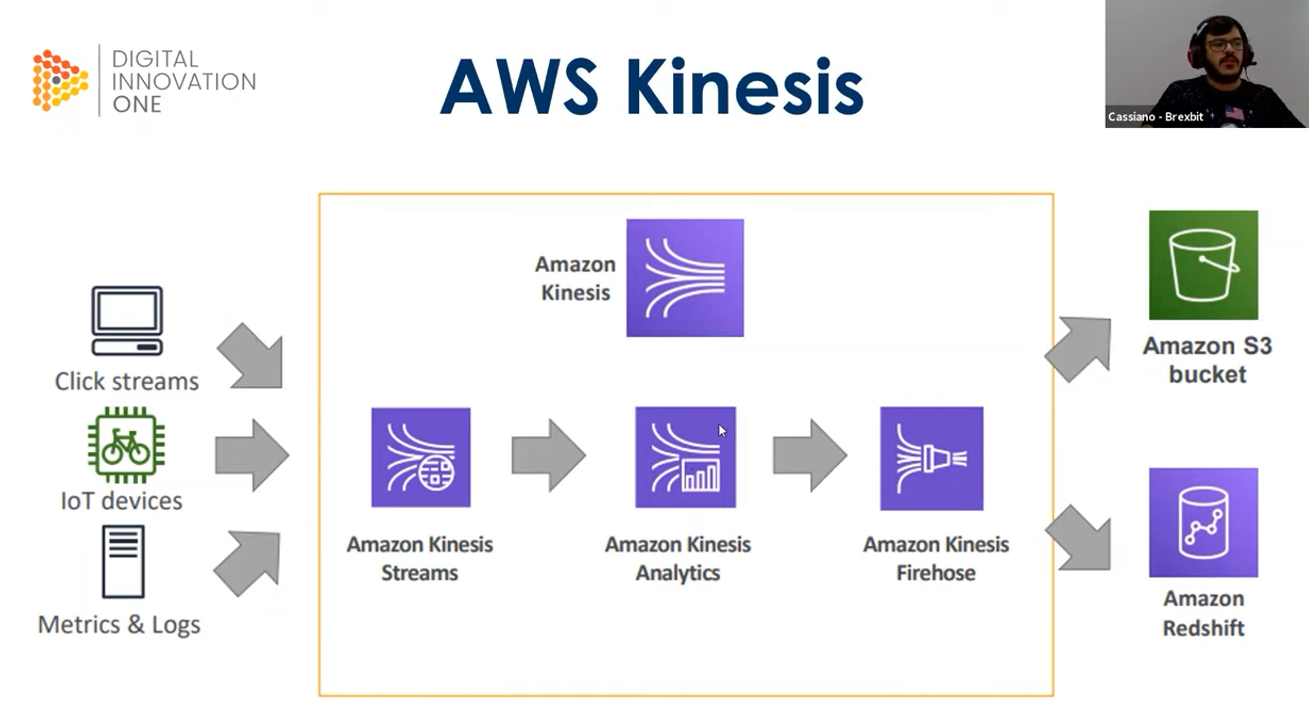 DIGITAL
INNOVATION
ONE
AWS Kinesis
Cassiano - Brexbit
Amazon
Kinesis
Click streams
IoT devices
Metrics & Logs
Amazon Kinesis
Streams
Amazon Kinesis
Analytics
Amazon Kinesis
Firehose
Amazon S3
bucket
Amazon
Redshift